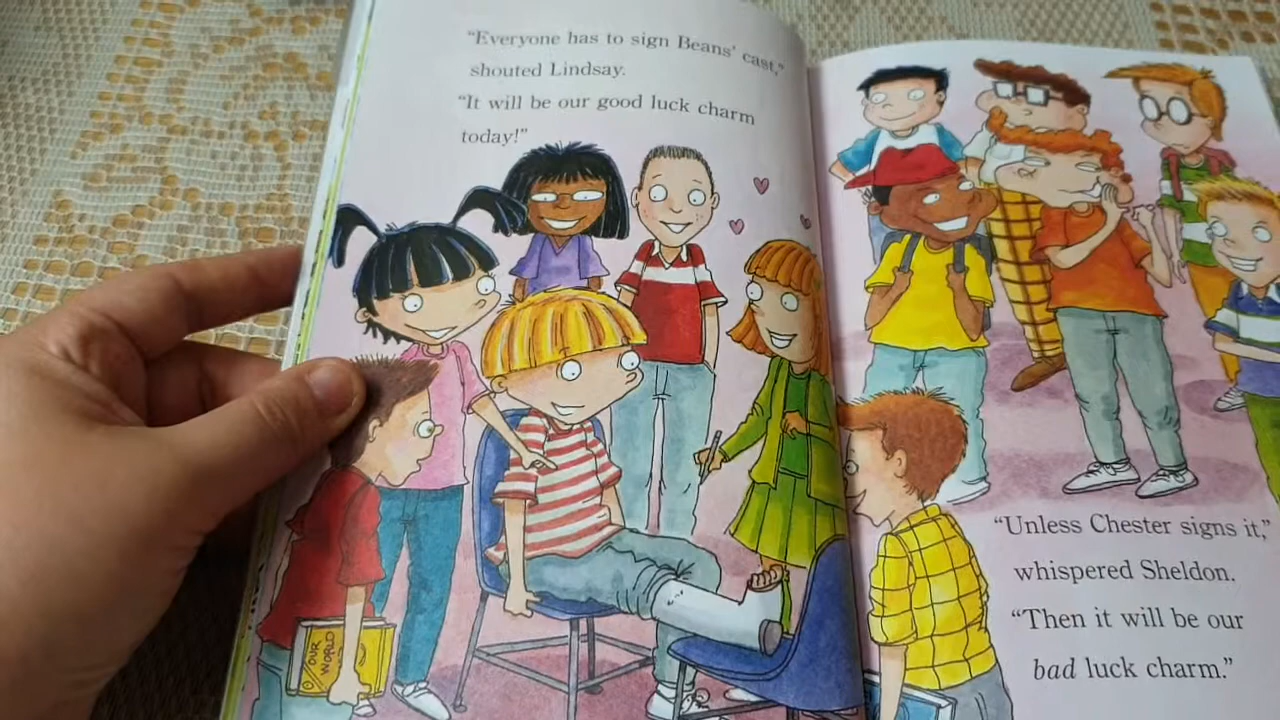 “Everyone has to sign Beans’ cast,”
shouted Lindsay.
“It will be our good luck charm
today!”
OUR
WORLD
“Unless Chester signs it,”
whispered Sheldon.
“Then it will be our
bad luck charm.”